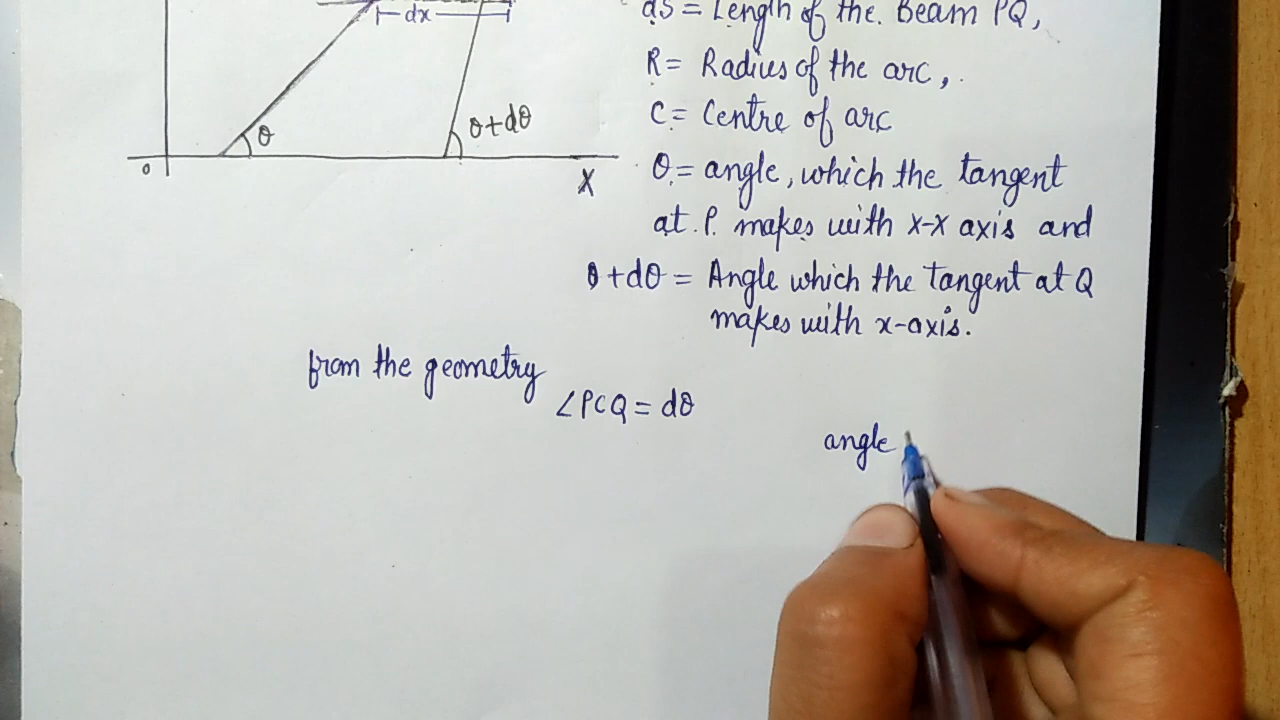 dx
dS = Length of the. Beam PQ,
R = Radius of the arc,.
C = Centre of arc
θ
θ+dθ
o
X
θ = angle, which the tangent
at P. makes with x-x axis and
θ+dθ = Angle which the tangent at Q
makes with x-axis.
from the geometry
∠PCQ = dθ
angle